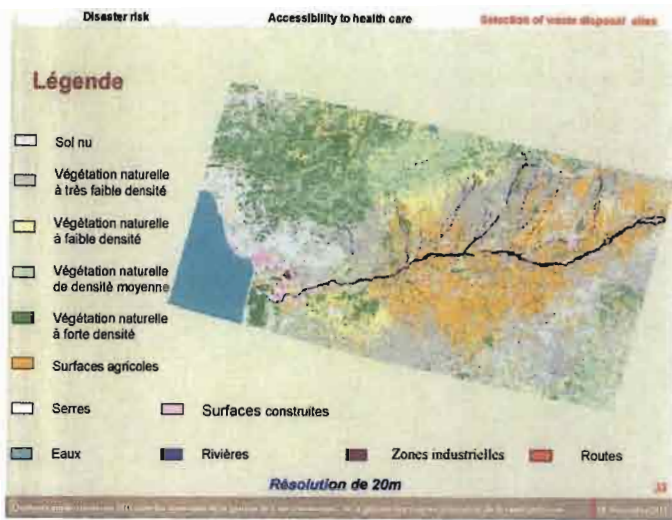 Disaster risk
Accessibility to health care
Selection of waste disposal sites
Légende
Sol nu
Végétation naturelle
à très faible densité
Végétation naturelle
à faible densité
Végétation naturelle
de densité moyenne
Végétation naturelle
à forte densité
Surfaces agricoles
Serres
Surfaces construites
Eaux
Rivières
Zones industrielles
Routes
Résolution de 20m
33